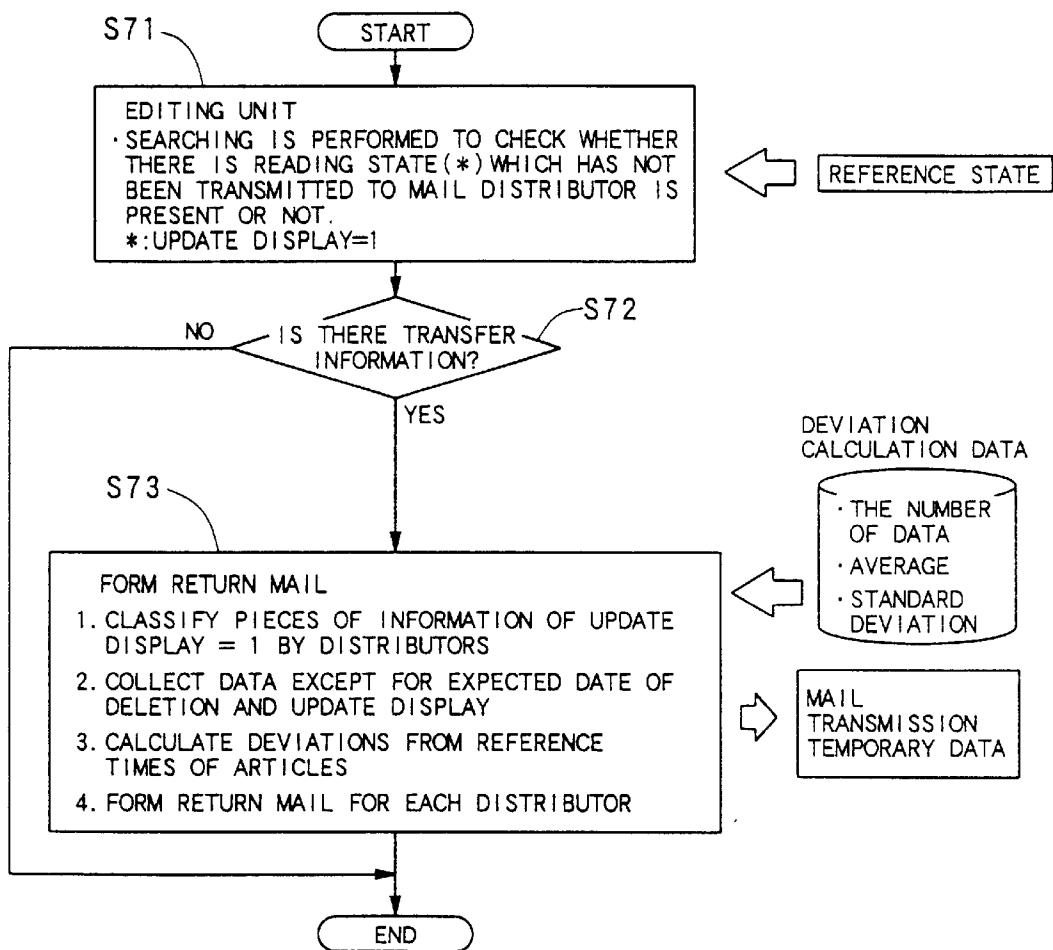 S71
START
EDITING UNIT
·SEARCHING IS PERFORMED TO CHECK WHETHER
THERE IS READING STATE(*)WHICH HAS NOT
BEEN TRANSMITTED TO MAIL DISTRIBUTOR IS
PRESENT OR NOT.
*:UPDATE DISPLAY=1
REFERENCE STATE
S72
NO
IS THERE TRANSFER
INFORMATION?
YES
DEVIATION
CALCULATION DATA
·THE NUMBER
OF DATA
·AVERAGE
·STANDARD
DEVIATION
S73
FORM RETURN MAIL
1. CLASSIFY PIECES OF INFORMATION OF UPDATE
DISPLAY = 1 BY DISTRIBUTORS
2. COLLECT DATA EXCEPT FOR EXPECTED DATE OF
DELETION AND UPDATE DISPLAY
3. CALCULATE DEVIATIONS FROM REFERENCE
TIMES OF ARTICLES
4. FORM RETURN MAIL FOR EACH DISTRIBUTOR
MAIL
TRANSMISSION
TEMPORARY DATA
END